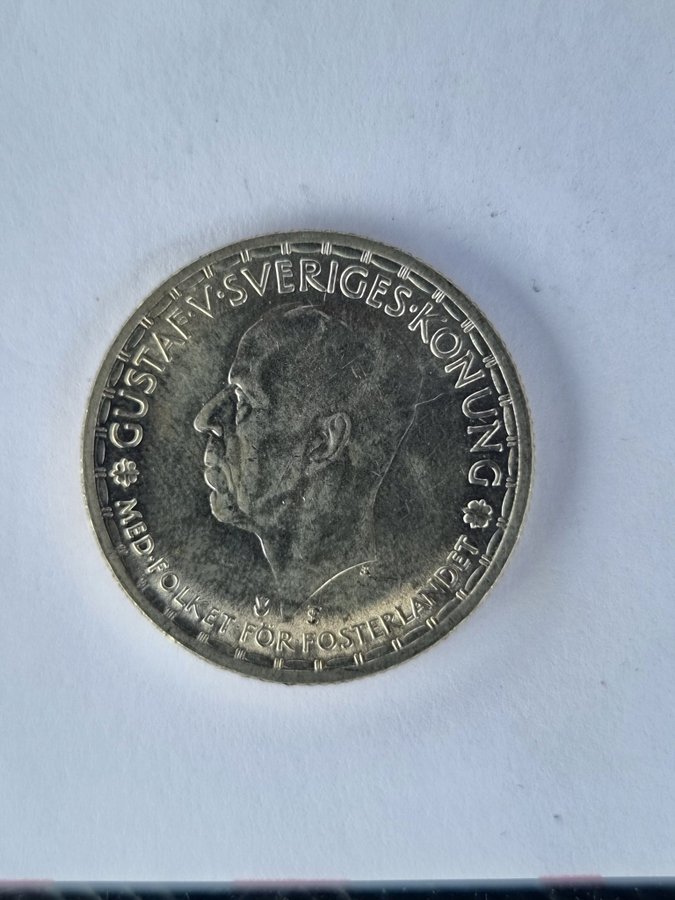 GUSTAF·V·SVERIGES·KONUNG
MED·FOLKET FÖR FOSTERLANDET
S